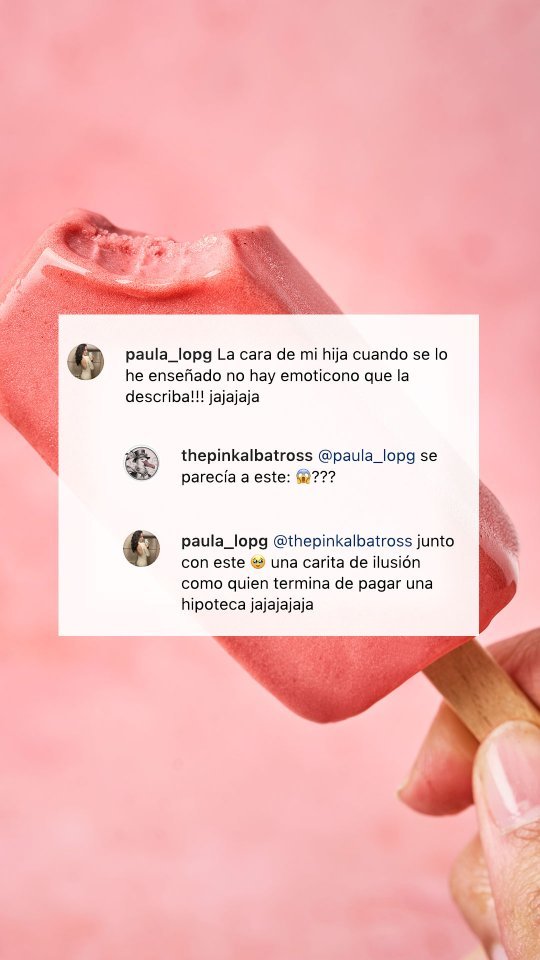 paula_lopg La cara de mi hija cuando se lo
he enseñado no hay emoticono que la
describa!!! jajajaja
thepinkalbatross @paula_lopg se
parecía a este: 😱???
paula_lopg @thepinkalbatross junto
con este 🥹 una carita de ilusión
como quien termina de pagar una
hipoteca jajajajaja